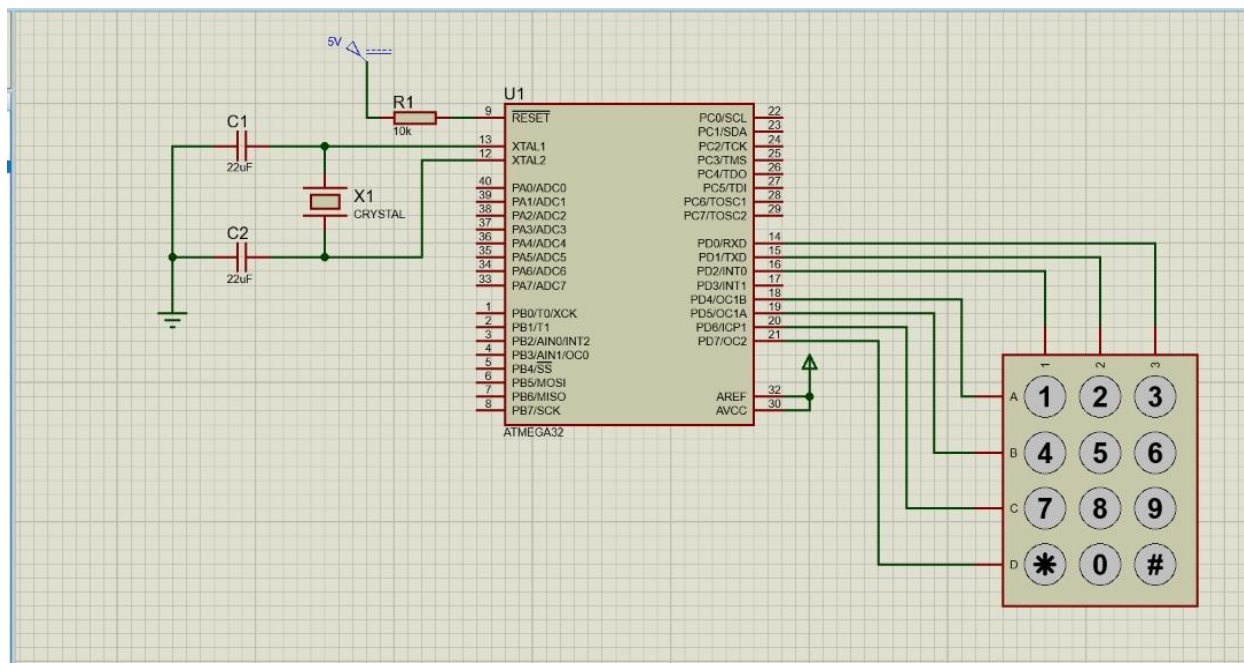 5V
R1
10k
C1
22uF
X1
CRYSTAL
C2
22uF
U1
9 RESET
13 XTAL1
12 XTAL2
40 PA0/ADC0
39 PA1/ADC1
38 PA2/ADC2
37 PA3/ADC3
36 PA4/ADC4
35 PA5/ADC5
34 PA6/ADC6
33 PA7/ADC7
1 PB0/T0/XCK
2 PB1/T1
3 PB2/AIN0/INT2
4 PB3/AIN1/OC0
5 PB4/SS
6 PB5/MOSI
7 PB6/MISO
8 PB7/SCK
PC0/SCL 22
PC1/SDA 23
PC2/TCK 24
PC3/TMS 25
PC4/TDO 26
PC5/TDI 27
PC6/TOSC1 28
PC7/TOSC2 29
PD0/RXD 14
PD1/TXD 15
PD2/INT0 16
PD3/INT1 17
PD4/OC1B 18
PD5/OC1A 19
PD6/ICP1 20
PD7/OC2 21
AREF 32
AVCC 30
ATMEGA32
1 2 3
A 1 2 3
B 4 5 6
C 7 8 9
D * 0 #